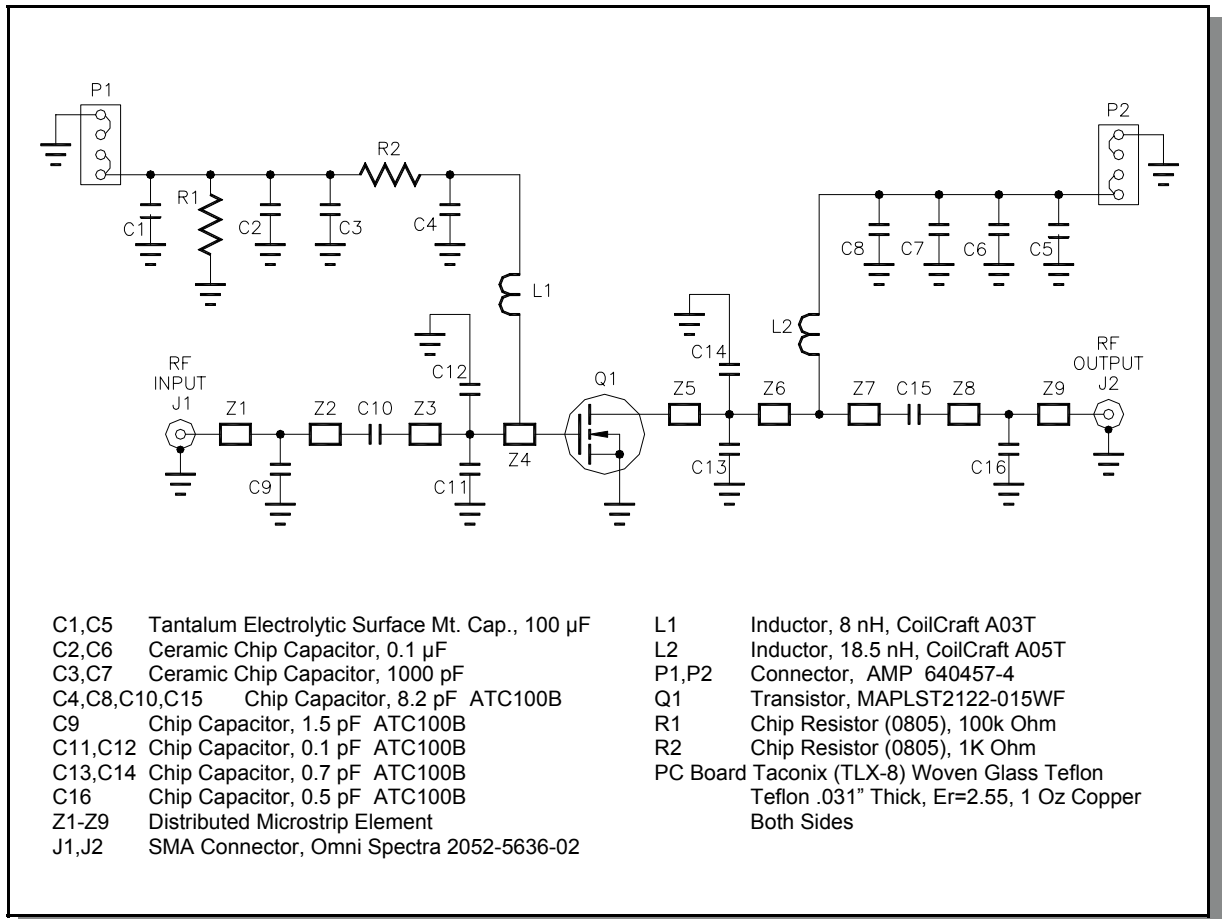 P1
P2
R2
R1
C1
C2
C3
C4
C8
C7
C6
C5
L1
L2
C14
C12
RF
INPUT
J1
Z1
Z2
C10
Z3
Z4
Q1
Z5
Z6
Z7
C15
Z8
Z9
RF
OUTPUT
J2
C9
C11
C13
C16
C1,C5 Tantalum Electrolytic Surface Mt. Cap., 100 µF
C2,C6 Ceramic Chip Capacitor, 0.1 µF
C3,C7 Ceramic Chip Capacitor, 1000 pF
C4,C8,C10,C15 Chip Capacitor, 8.2 pF ATC100B
C9 Chip Capacitor, 1.5 pF ATC100B
C11,C12 Chip Capacitor, 0.1 pF ATC100B
C13,C14 Chip Capacitor, 0.7 pF ATC100B
C16 Chip Capacitor, 0.5 pF ATC100B
Z1-Z9 Distributed Microstrip Element
J1,J2 SMA Connector, Omni Spectra 2052-5636-02
L1 Inductor, 8 nH, CoilCraft A03T
L2 Inductor, 18.5 nH, CoilCraft A05T
P1,P2 Connector, AMP 640457-4
Q1 Transistor, MAPLST2122-015WF
R1 Chip Resistor (0805), 100k Ohm
R2 Chip Resistor (0805), 1K Ohm
PC Board Taconix (TLX-8) Woven Glass Teflon
Teflon .031” Thick, Er=2.55, 1 Oz Copper
Both Sides